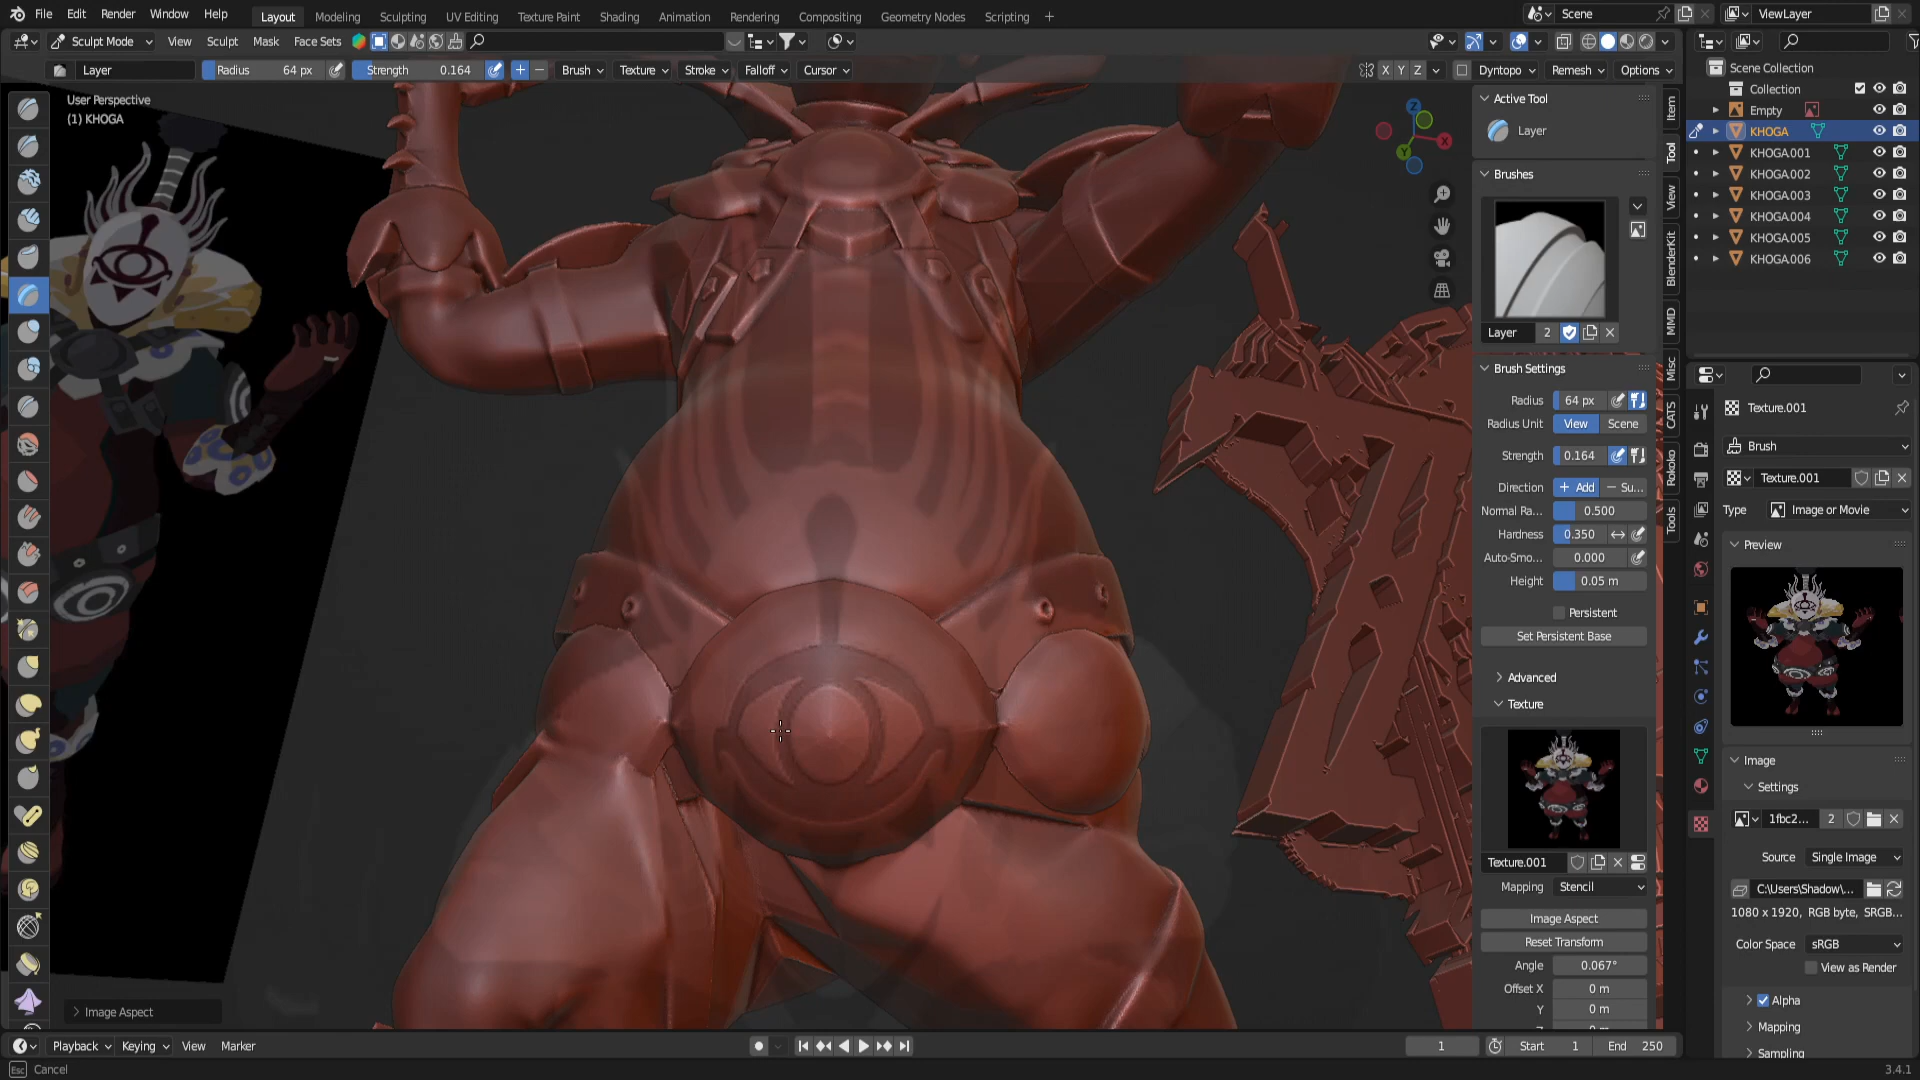 File Edit Render Window Help Layout Modeling Sculpting UV Editing Texture Paint Shading Animation Rendering Compositing Geometry Nodes Scripting + Scene ViewLayer
Sculpt Mode View Sculpt Mask Face Sets
Layer Radius 64 px Strength 0.164 + − Brush Texture Stroke Falloff Cursor X Y Z Dyntopo Remesh Options
User Perspective
(1) KHOGA
Z
X
Y
Active Tool
Layer
Brushes
Layer 2
Brush Settings
Radius 64 px
Radius Unit View Scene
Strength 0.164
Direction + Add − Su...
Normal Ra... 0.500
Hardness 0.350
Auto-Smo... 0.000
Height 0.05 m
Persistent
Set Persistent Base
Advanced
Texture
Texture.001
Mapping Stencil
Image Aspect
Reset Transform
Angle 0.067°
Offset X 0 m
Y 0 m
Item
Tool
View
BlenderKit
MMD
Misc
CATS
Rokoko
Tools
Scene Collection
Collection
Empty
KHOGA
KHOGA.001
KHOGA.002
KHOGA.003
KHOGA.004
KHOGA.005
KHOGA.006
Texture.001
Brush
Texture.001
Type Image or Movie
Preview
Image
Settings
1fbc2... 2
Source Single Image
C:\Users\Shadow\...
1080 x 1920, RGB byte, SRGB...
Color Space sRGB
View as Render
Alpha
Mapping
Sampling
Image Aspect
Playback Keying View Marker 1 Start 1 End 250
Esc Cancel 3.4.1